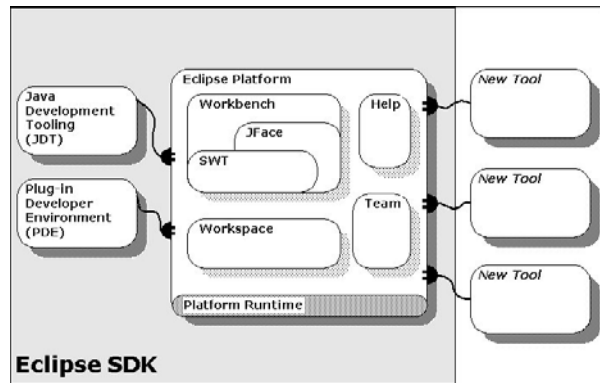 Java
Development
Tooling
(JDT)
Plug-in
Developer
Environment
(PDE)
Eclipse Platform
Workbench
JFace
SWT
Workspace
Help
Team
Platform Runtime
New Tool
New Tool
New Tool
Eclipse SDK